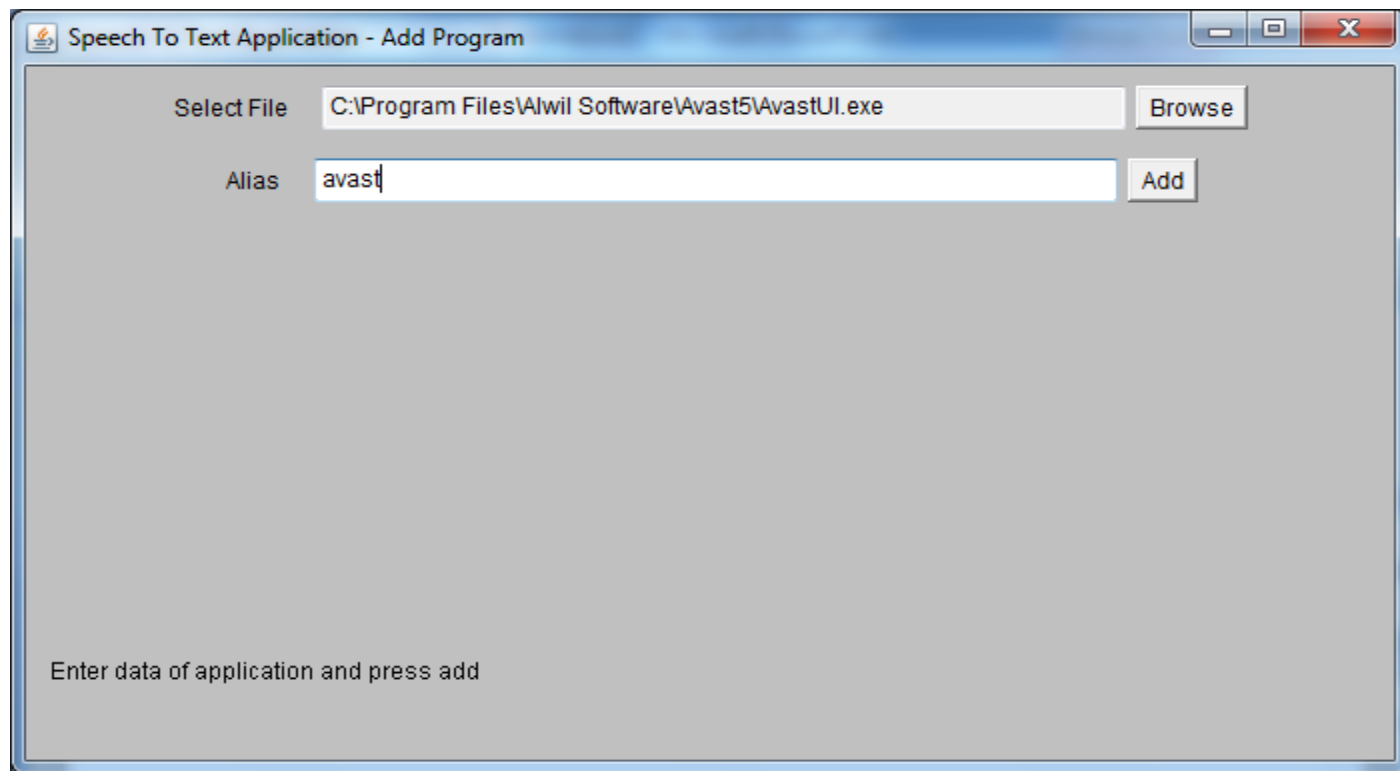 Speech To Text Application - Add Program
Select File C:\Program Files\Alwil Software\Avast5\AvastUI.exe Browse
Alias avast Add
Enter data of application and press add